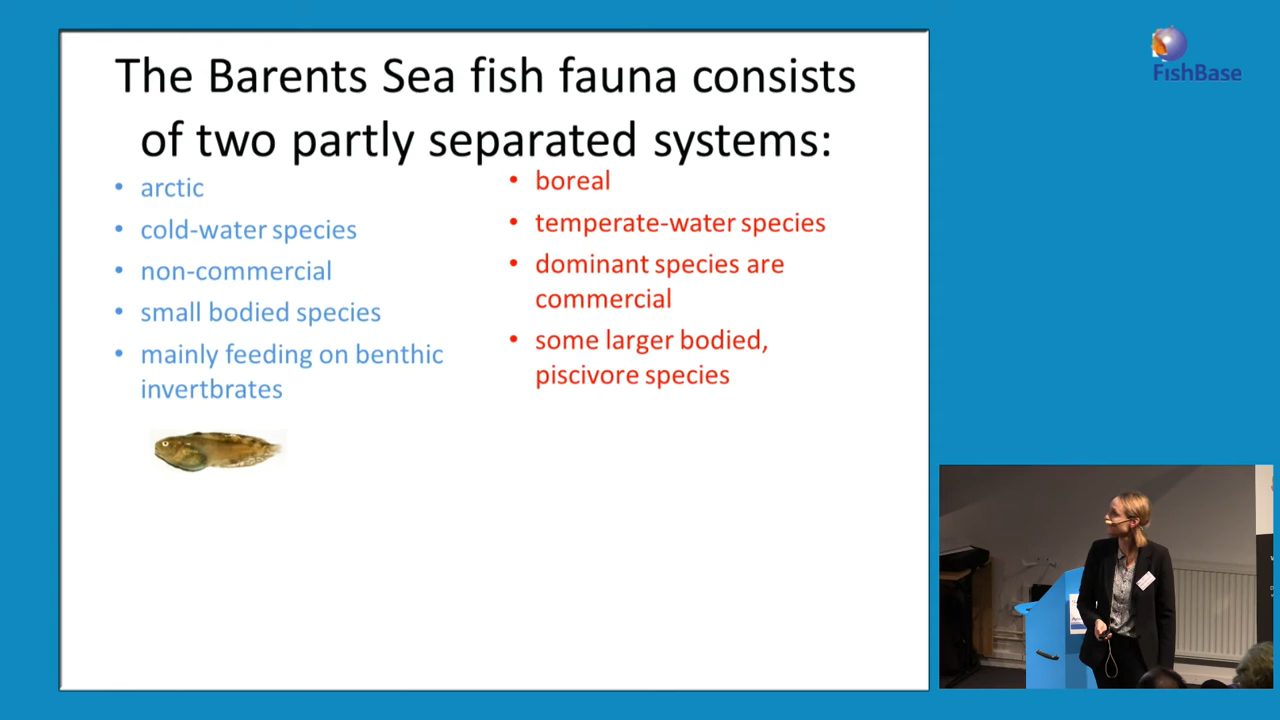 The Barents Sea fish fauna consists
of two partly separated systems:
• arctic
• cold-water species
• non-commercial
• small bodied species
• mainly feeding on benthic
invertbrates
• boreal
• temperate-water species
• dominant species are
commercial
• some larger bodied,
piscivore species
FishBase